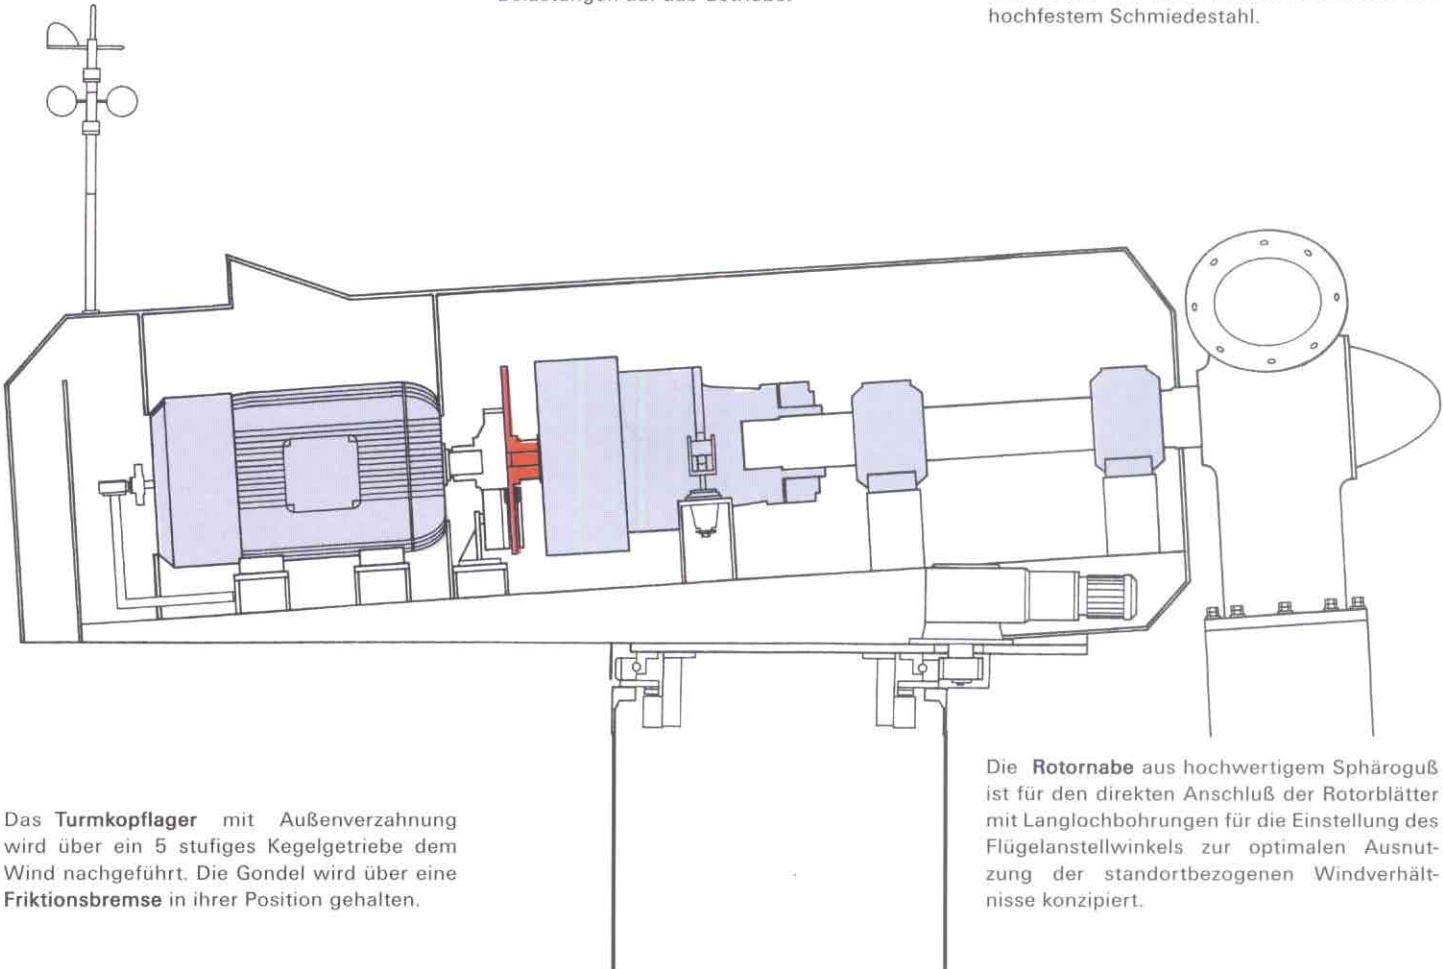 hochfestem Schmiedestahl.
Das Turmkopflager mit Außenverzahnung
wird über ein 5 stufiges Kegelgetriebe dem
Wind nachgeführt. Die Gondel wird über eine
Friktionsbremse in ihrer Position gehalten.
Die Rotornabe aus hochwertigem Sphäroguß
ist für den direkten Anschluß der Rotorblätter
mit Langlochbohrungen für die Einstellung des
Flügelanstellwinkels zur optimalen Ausnut-
zung der standortbezogenen Windverhält-
nisse konzipiert.